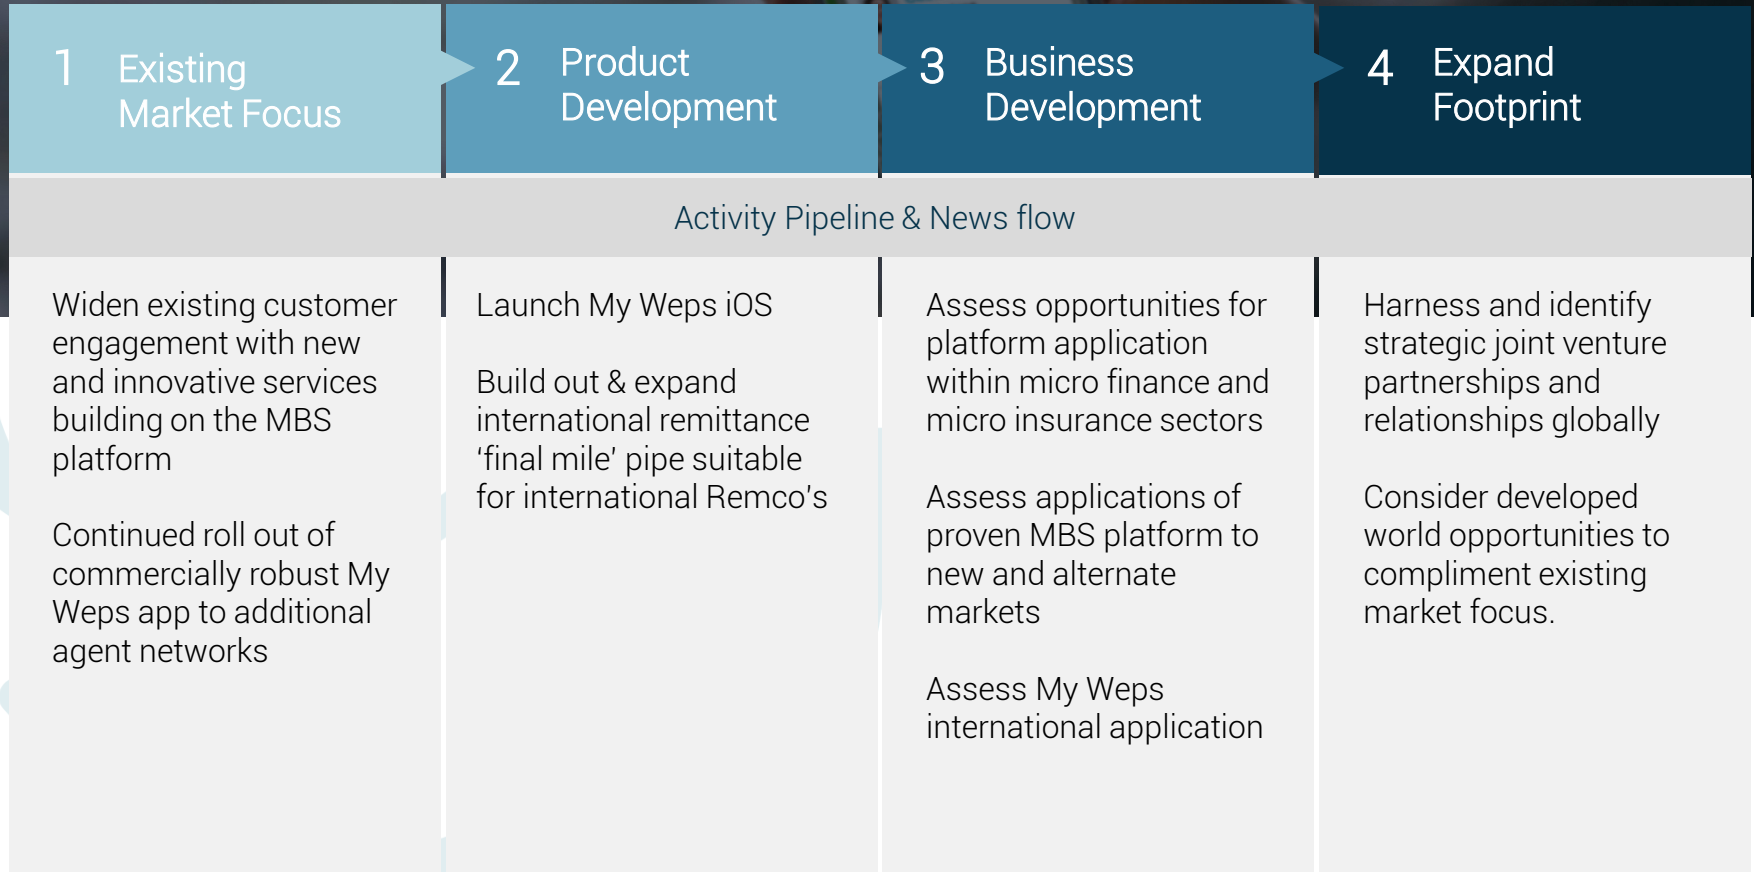 1
Existing
Market Focus
2
Product
Development
3
Business
Development
4
Expand
Footprint
Activity Pipeline & News flow
Widen existing customer
engagement with new
and innovative services
building on the MBS
platform
Continued roll out of
commercially robust My
Weps app to additional
agent networks
Launch My Weps iOS
Build out & expand
international remittance
‘final mile’ pipe suitable
for international Remco's
Assess opportunities for
platform application
within micro finance and
micro insurance sectors
Assess applications of
proven MBS platform to
new and alternate
markets
Assess My Weps
international application
Harness and identify
strategic joint venture
partnerships and
relationships globally
Consider developed
world opportunities to
compliment existing
market focus.